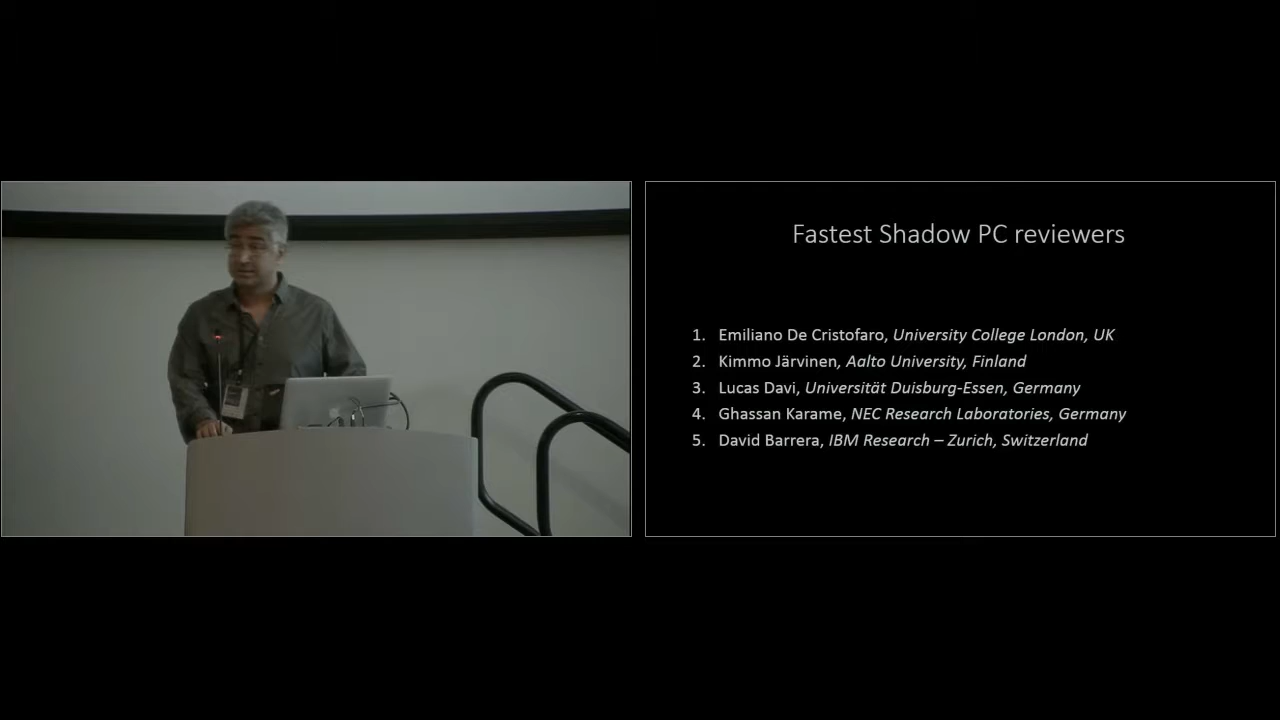 Fastest Shadow PC reviewers
1. Emiliano De Cristofaro, University College London, UK
2. Kimmo Järvinen, Aalto University, Finland
3. Lucas Davi, Universität Duisburg-Essen, Germany
4. Ghassan Karame, NEC Research Laboratories, Germany
5. David Barrera, IBM Research – Zurich, Switzerland